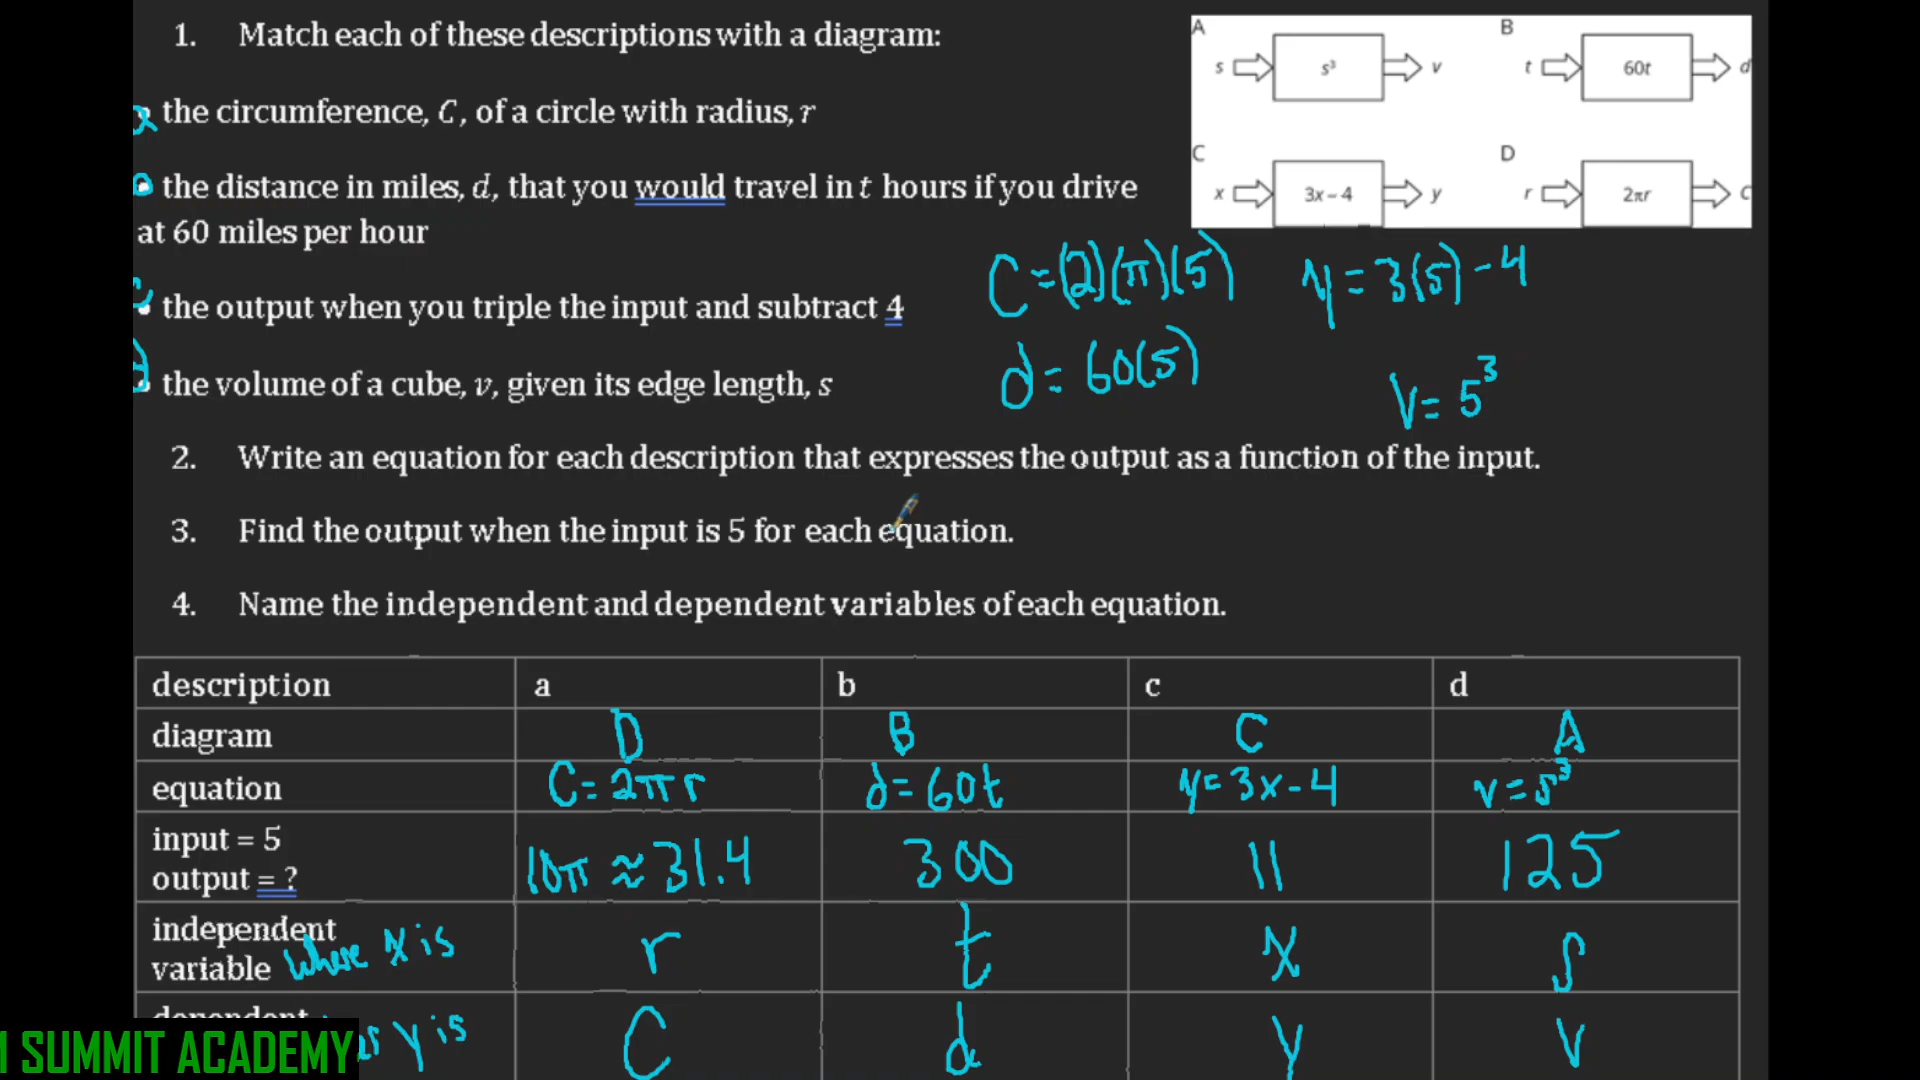 1. Match each of these descriptions with a diagram:
the circumference, C, of a circle with radius, r
the distance in miles, d, that you would travel in t hours if you drive
at 60 miles per hour
the output when you triple the input and subtract 4
the volume of a cube, v, given its edge length, s
A
s s³ v
B
t 60t d
C
x 3x – 4 y
D
r 2πr C
C=(2)(π)(5)
y=3(5)-4
d=60(5)
V=5³
2. Write an equation for each description that expresses the output as a function of the input.
3. Find the output when the input is 5 for each equation.
4. Name the independent and dependent variables of each equation.
description a b c d
diagram D B C A
equation C=2πr d=60t y=3x-4 v=s³
input = 5
output = ? 10π≈31.4 300 11 125
independent
variable where x is r t x s
dependent
y is C d y v
SUMMIT ACADEMY